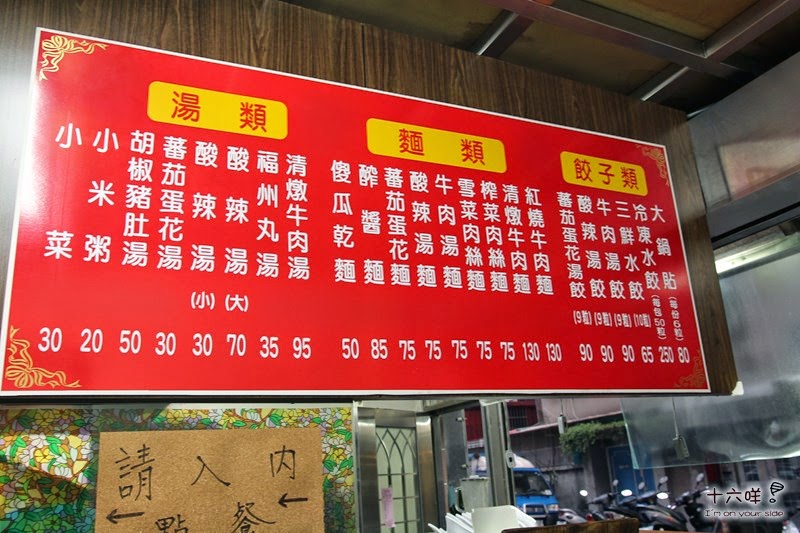 餃子類
大鍋貼(每份6粒) 80
冷凍水餃(每包50粒) 250
三鮮水餃(10粒) 65
牛肉湯餃(9粒) 90
酸辣湯餃(9粒) 90
蕃茄蛋花湯餃(9粒) 90
麵類
紅燒牛肉麵 130
清燉牛肉麵 130
榨菜肉絲麵 75
雪菜肉絲麵 75
牛肉湯麵 75
酸辣湯麵 75
蕃茄蛋花麵 75
酢醬麵 85
傻瓜乾麵 50
湯類
清燉牛肉湯 95
福州丸湯 35
酸辣湯(大) 70
酸辣湯(小) 30
蕃茄蛋花湯 30
胡椒豬肚湯 50
小米粥 20
小菜 30
請入內
←點餐←
十六咩
I'm on your side